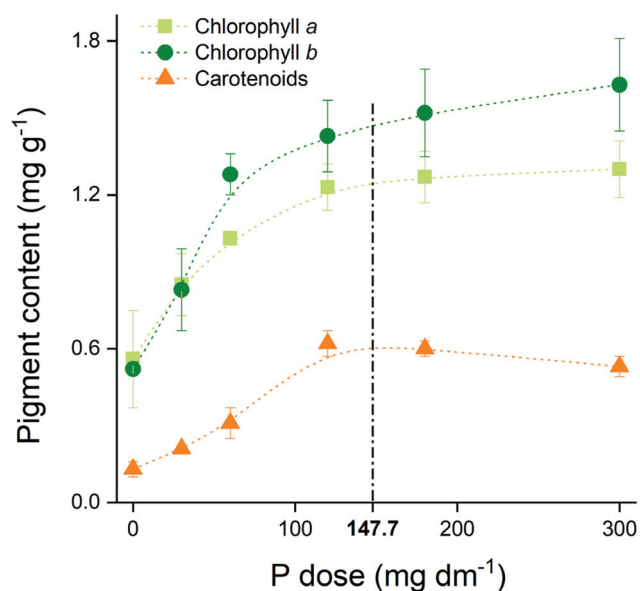 Chlorophyll a
Chlorophyll b
Carotenoids
Pigment content (mg g⁻¹)
1.8
1.2
0.6
0.0
0
100
147.7
200
300
P dose (mg dm⁻¹)